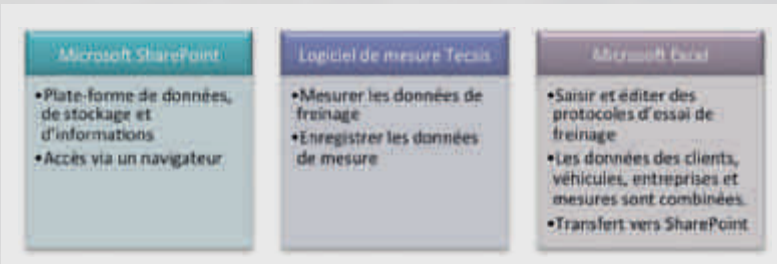 Microsoft SharePoint
•Plate-forme de données,
de stockage et
d'informations
•Accès via un navigateur
Logiciel de mesure Tecsis
•Mesurer les données de
freinage
•Enregistrer les données
de mesure
Microsoft Excel
•Saisir et éditer des
protocoles d'essai de
freinage
•Les données des clients,
véhicules, entreprises et
mesures sont combinées.
•Transfert vers SharePoint